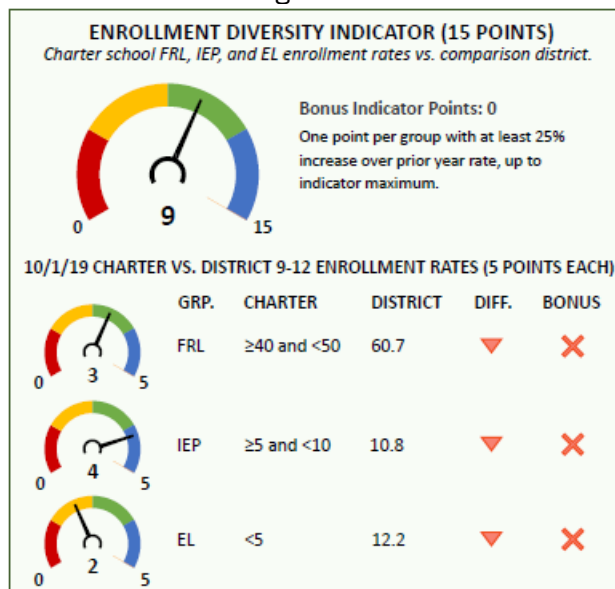 ENROLLMENT DIVERSITY INDICATOR (15 POINTS)
Charter school FRL, IEP, and EL enrollment rates vs. comparison district.
Bonus Indicator Points: 0
One point per group with at least 25%
increase over prior year rate, up to
indicator maximum.
9
0 15
10/1/19 CHARTER VS. DISTRICT 9-12 ENROLLMENT RATES (5 POINTS EACH)
GRP. CHARTER DISTRICT DIFF. BONUS
FRL ≥40 and <50 60.7
3
0 5
IEP ≥5 and <10 10.8
4
0 5
EL <5 12.2
2
0 5